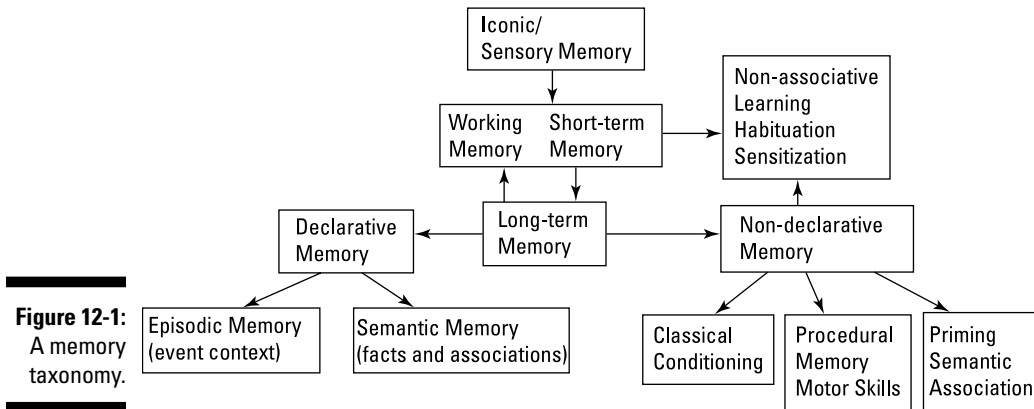 Iconic/
Sensory Memory
Working
Memory
Short-term
Memory
Non-associative
Learning
Habituation
Sensitization
Declarative
Memory
Long-term
Memory
Non-declarative
Memory
Figure 12-1:
A memory
taxonomy.
Episodic Memory
(event context)
Semantic Memory
(facts and associations)
Classical
Conditioning
Procedural
Memory
Motor Skills
Priming
Semantic
Association